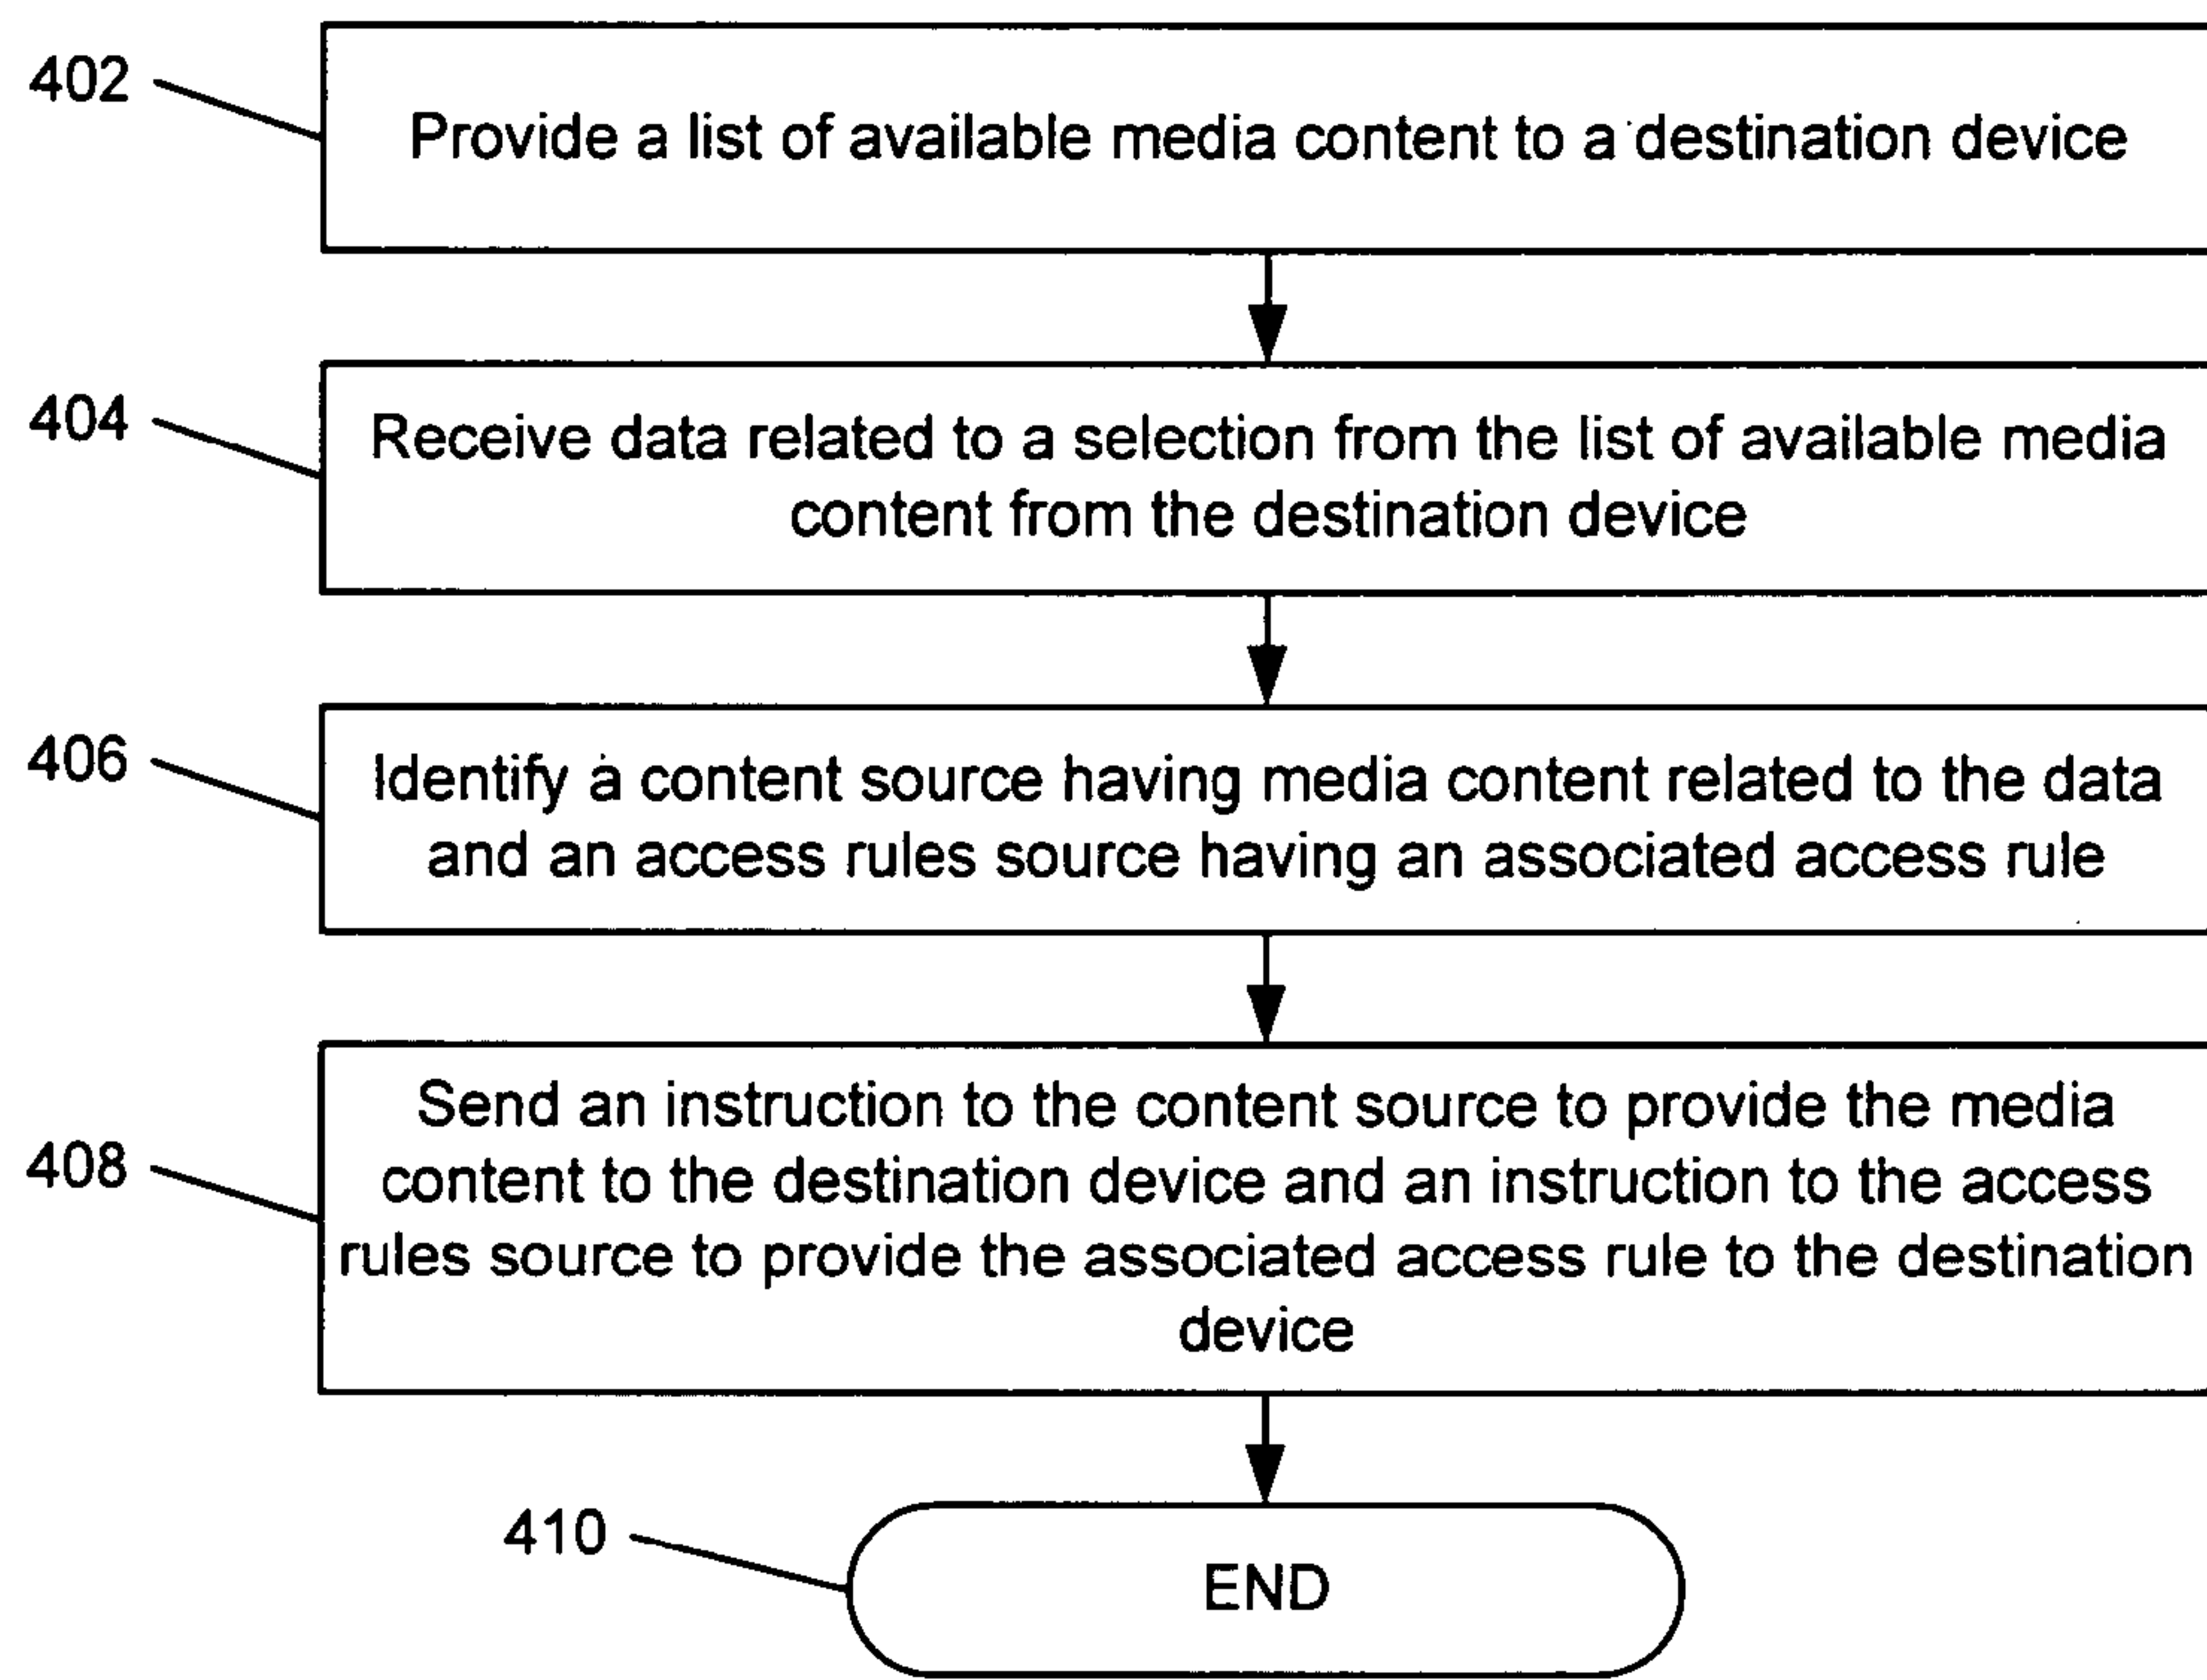 402
Provide a list of available media content to a destination device
404
Receive data related to a selection from the list of available media
content from the destination device
406
Identify a content source having media content related to the data
and an access rules source having an associated access rule
408
Send an instruction to the content source to provide the media
content to the destination device and an instruction to the access
rules source to provide the associated access rule to the destination
device
410
END